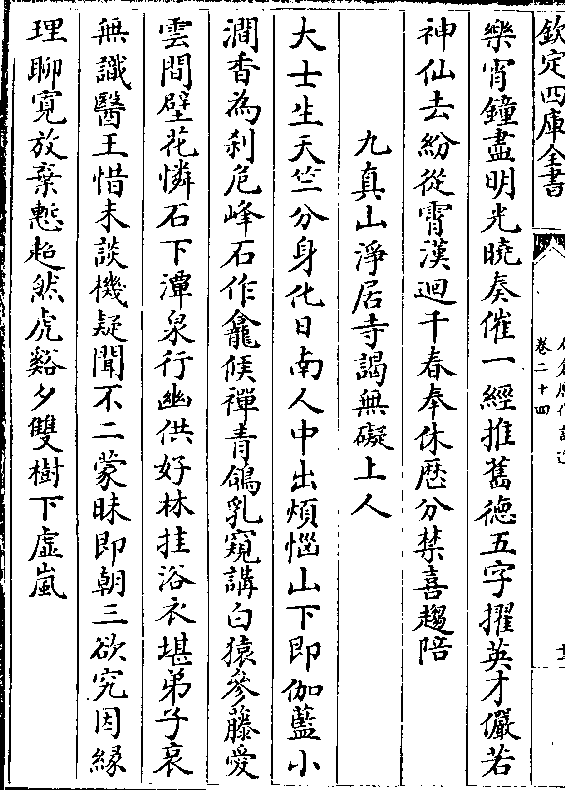 欽定四庫全書
卷二十四
樂宵鐘盡明光曉奏催一經推舊徳五字擢英才儼若
神仙去紛從霄漢迴千春奉休厯分禁喜趨陪
九真山淨居寺謁無礙上人
大士生天竺分身化日南人中出煩惱山下即伽藍小
澗香為刹危峰石作龕候禪青鴿乳窺講白猿參藤愛
雲間壁花憐石下潭泉行幽供好林挂浴衣堪弟子哀
無識醫王惜未談機疑聞不二蒙昧即朝三欲究因縁
理聊寛放棄慙超然虎谿夕雙樹下虛嵐